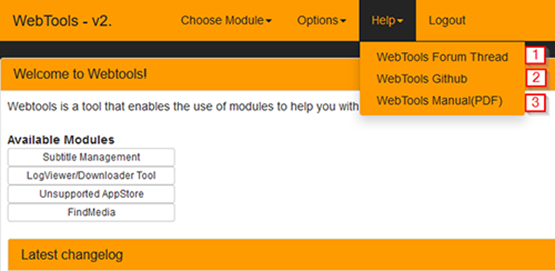 WebTools - v2.
Choose Module Options Help Logout
WebTools Forum Thread 1
WebTools Github 2
WebTools Manual(PDF) 3
Welcome to Webtools!
Webtools is a tool that enables the use of modules to help you with
Available Modules
Subtitle Management
LogViewer/Downloader Tool
Unsupported AppStore
FindMedia
Latest changelog